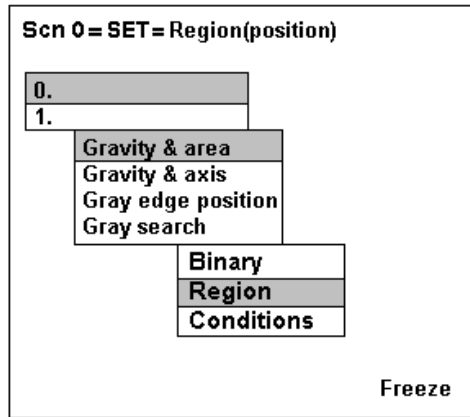 Scn 0=SET=Region(position)
0.
1.
Gravity & area
Gravity & axis
Gray edge position
Gray search
Binary
Region
Conditions
Freeze